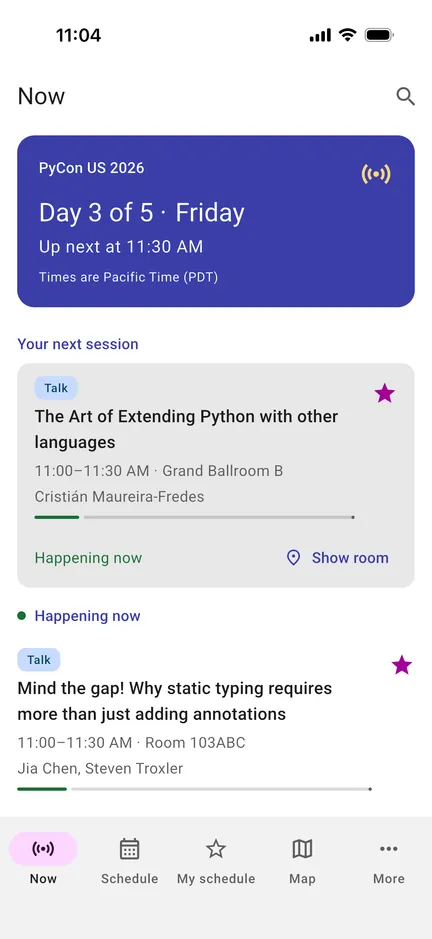 11:04
Now
PyCon US 2026
Day 3 of 5 · Friday
Up next at 11:30 AM
Times are Pacific Time (PDT)
Your next session
Talk
The Art of Extending Python with other
languages
11:00–11:30 AM · Grand Ballroom B
Cristián Maureira-Fredes
Happening now
Show room
Happening now
Talk
Mind the gap! Why static typing requires
more than just adding annotations
11:00–11:30 AM · Room 103ABC
Jia Chen, Steven Troxler
Now
Schedule
My schedule
Map
More